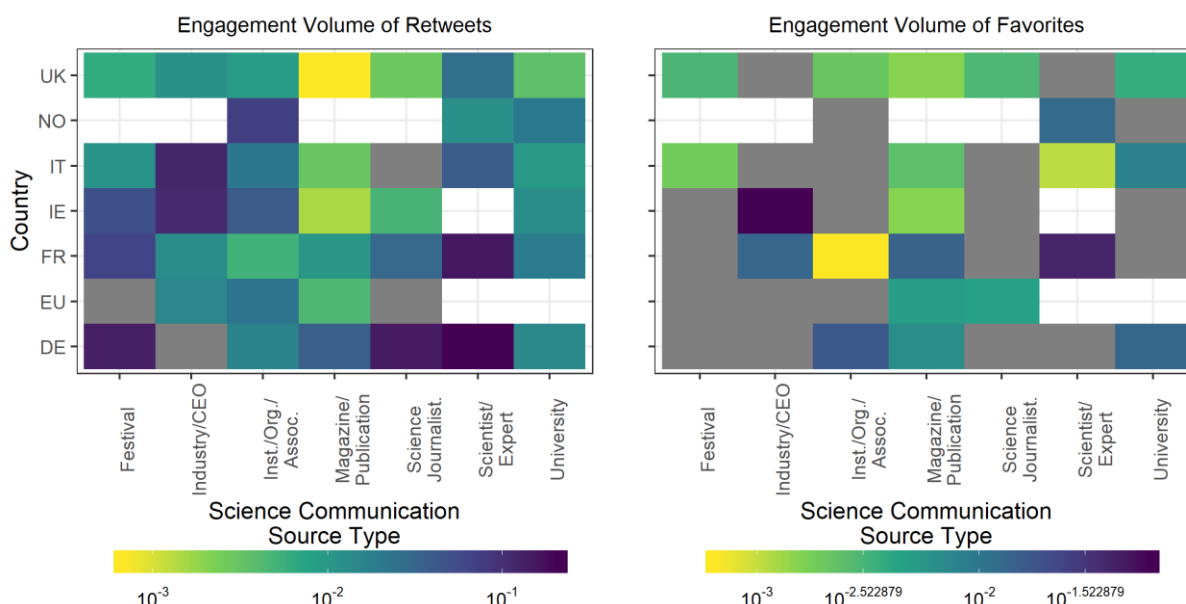 Engagement Volume of Retweets
Engagement Volume of Favorites
Country
UK
NO
IT
IE
FR
EU
DE
Festival
Industry/CEO
Inst./Org./
Assoc.
Magazine/
Publication
Science
Journalist.
Scientist/
Expert
University
Festival
Industry/CEO
Inst./Org./
Assoc.
Magazine/
Publication
Science
Journalist.
Scientist/
Expert
University
Science Communication
Source Type
Science Communication
Source Type
10⁻³ 10⁻² 10⁻¹
10⁻³ 10⁻²·⁵²²⁸⁷⁹ 10⁻² 10⁻¹·⁵²²⁸⁷⁹